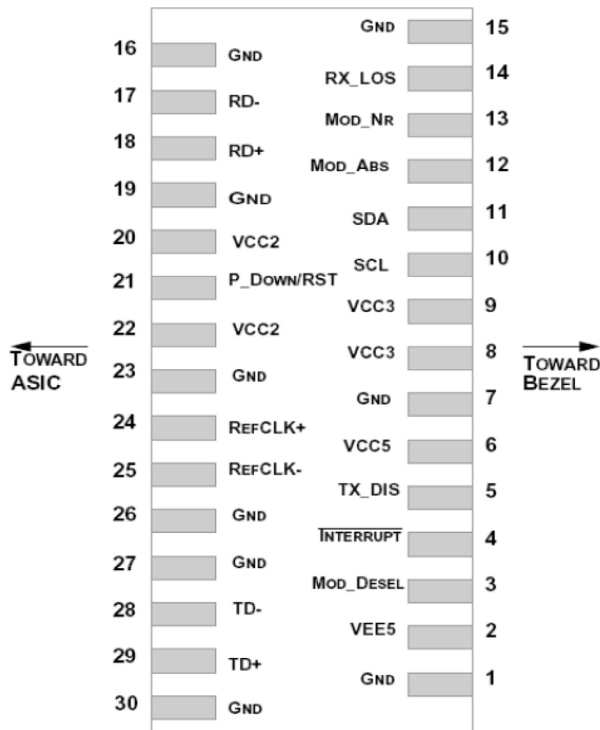 15
GND
16
GND
14
RX_LOS
17
RD-
13
MOD_NR
18
RD+
12
MOD_ABS
19
GND
11
SDA
20
VCC2
10
SCL
21
P_DOWN/RST
9
VCC3
22
VCC2
8
VCC3
TOWARD
ASIC
TOWARD
BEZEL
23
GND
7
GND
24
REFCLK+
6
VCC5
25
REFCLK-
5
TX_DIS
26
GND
4
INTERRUPT
27
GND
3
MOD_DESEL
28
TD-
2
VEE5
29
TD+
1
GND
30
GND